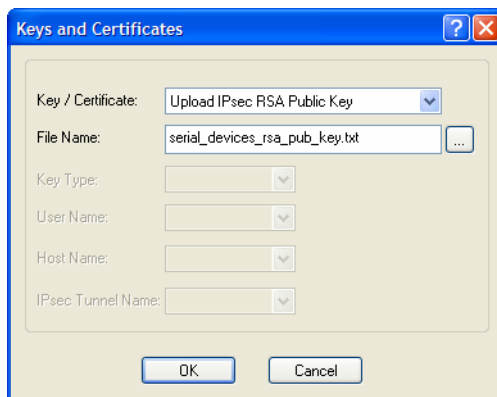 Keys and Certificates
Key / Certificate: Upload IPsec RSA Public Key
File Name: serial_devices_rsa_pub_key.txt ...
Key Type:
User Name:
Host Name:
IPsec Tunnel Name:
OK Cancel